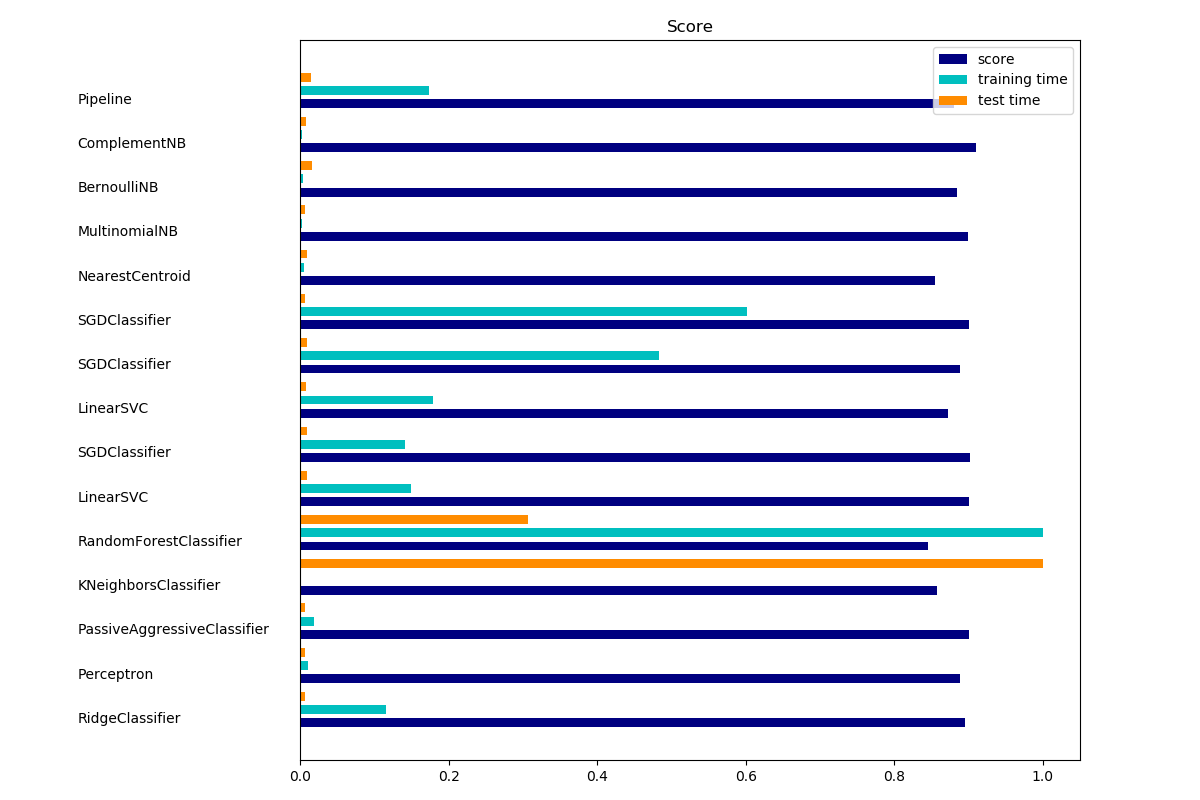 Score
score
training time
test time
Pipeline
ComplementNB
BernoulliNB
MultinomialNB
NearestCentroid
SGDClassifier
SGDClassifier
LinearSVC
SGDClassifier
LinearSVC
RandomForestClassifier
KNeighborsClassifier
PassiveAggressiveClassifier
Perceptron
RidgeClassifier
0.0 0.2 0.4 0.6 0.8 1.0